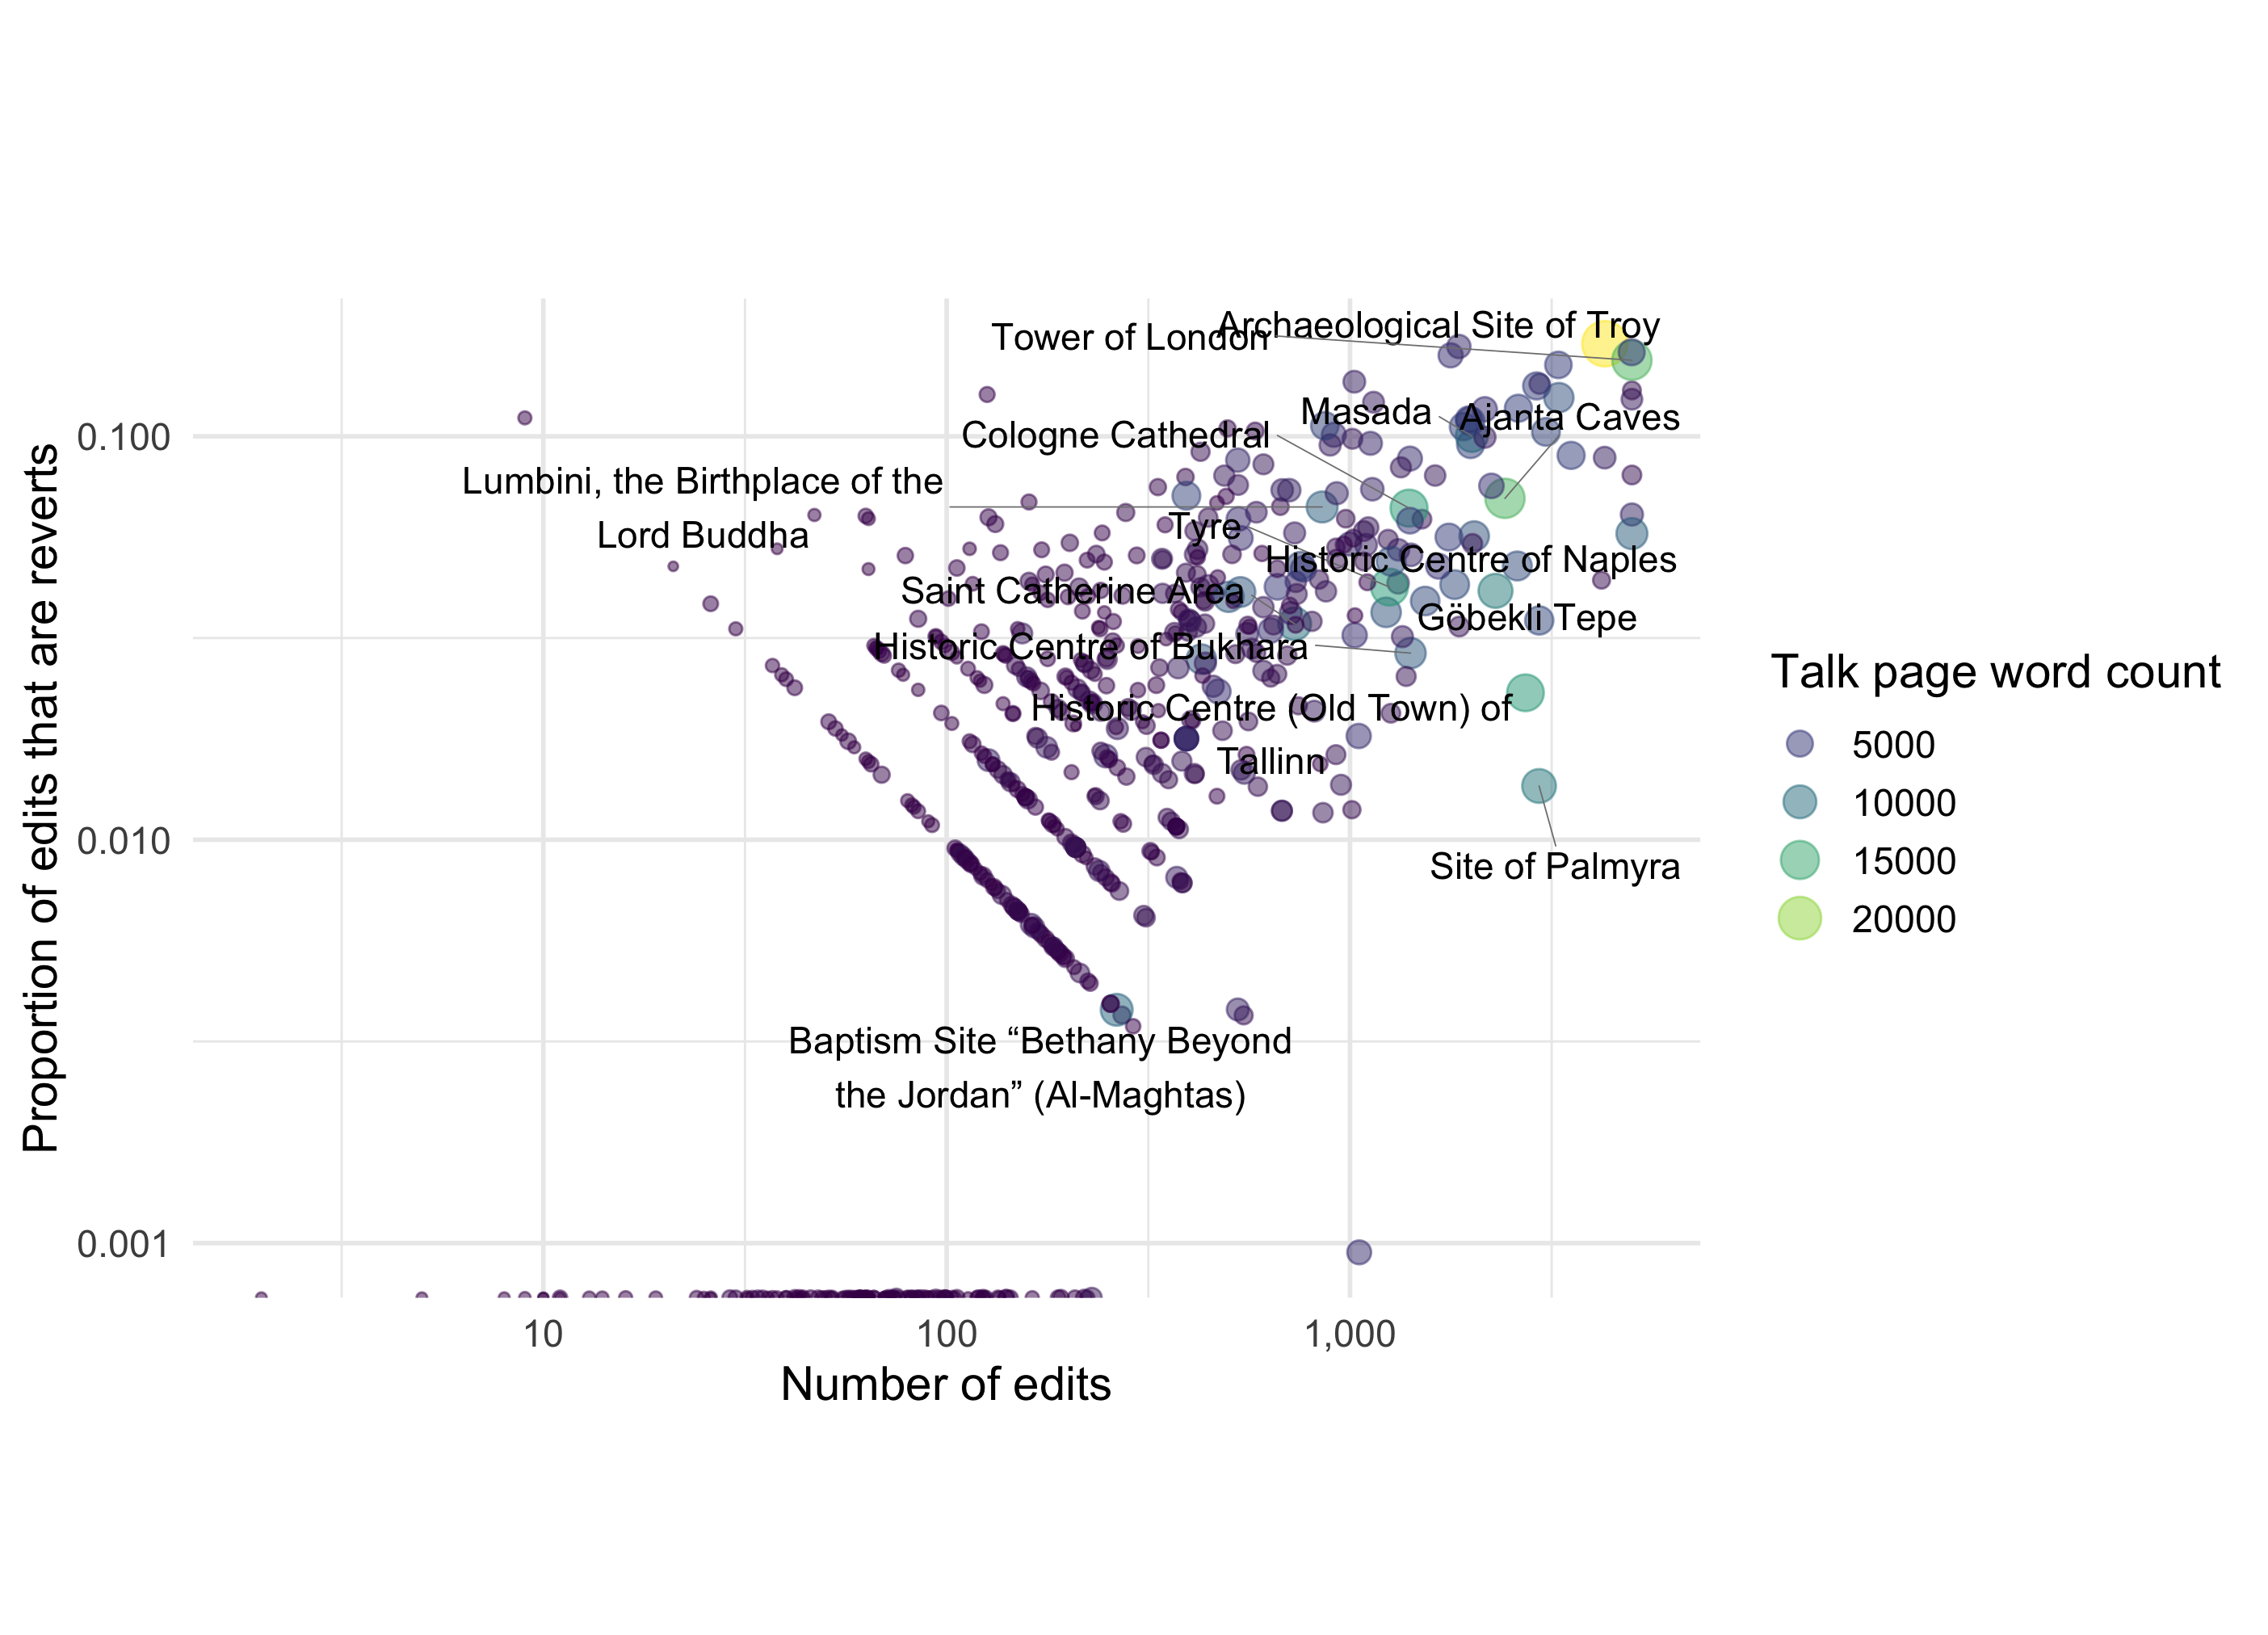 Archaeological Site of Troy
Tower of London
Masada
Ajanta Caves
Cologne Cathedral
Lumbini, the Birthplace of the
Lord Buddha
Tyre
Historic Centre of Naples
Saint Catherine Area
Göbekli Tepe
Historic Centre of Bukhara
Historic Centre (Old Town) of
Tallinn
Site of Palmyra
Baptism Site “Bethany Beyond
the Jordan” (Al-Maghtas)
0.100
0.010
0.001
10
100
1,000
Number of edits
Proportion of edits that are reverts
Talk page word count
5000
10000
15000
20000